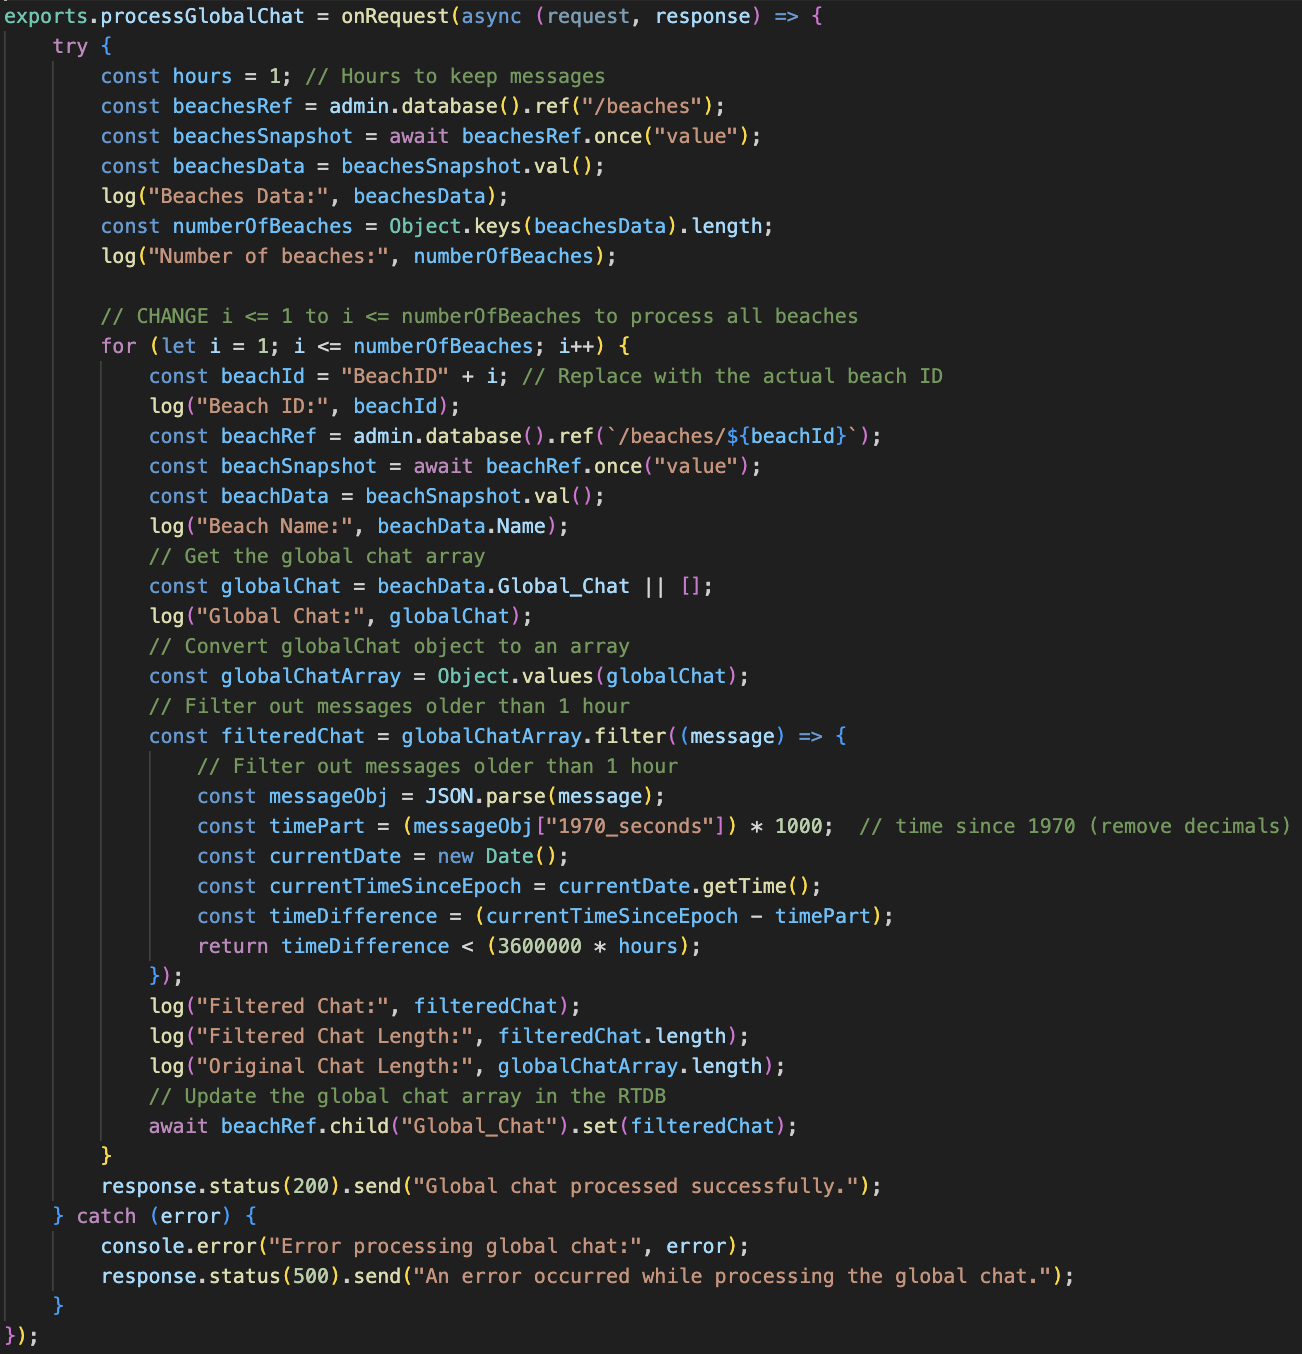 exports.processGlobalChat = onRequest(async (request, response) => {
    try {
        const hours = 1; // Hours to keep messages
        const beachesRef = admin.database().ref("/beaches");
        const beachesSnapshot = await beachesRef.once("value");
        const beachesData = beachesSnapshot.val();
        log("Beaches Data:", beachesData);
        const numberOfBeaches = Object.keys(beachesData).length;
        log("Number of beaches:", numberOfBeaches);

        // CHANGE i <= 1 to i <= numberOfBeaches to process all beaches
        for (let i = 1; i <= numberOfBeaches; i++) {
            const beachId = "BeachID" + i; // Replace with the actual beach ID
            log("Beach ID:", beachId);
            const beachRef = admin.database().ref(`/beaches/${beachId}`);
            const beachSnapshot = await beachRef.once("value");
            const beachData = beachSnapshot.val();
            log("Beach Name:", beachData.Name);
            // Get the global chat array
            const globalChat = beachData.Global_Chat || [];
            log("Global Chat:", globalChat);
            // Convert globalChat object to an array
            const globalChatArray = Object.values(globalChat);
            // Filter out messages older than 1 hour
            const filteredChat = globalChatArray.filter((message) => {
                // Filter out messages older than 1 hour
                const messageObj = JSON.parse(message);
                const timePart = (messageObj["1970_seconds"]) * 1000;  // time since 1970 (remove decimals)
                const currentDate = new Date();
                const currentTimeSinceEpoch = currentDate.getTime();
                const timeDifference = (currentTimeSinceEpoch - timePart);
                return timeDifference < (3600000 * hours);
            });
            log("Filtered Chat:", filteredChat);
            log("Filtered Chat Length:", filteredChat.length);
            log("Original Chat Length:", globalChatArray.length);
            // Update the global chat array in the RTDB
            await beachRef.child("Global_Chat").set(filteredChat);
        }
        response.status(200).send("Global chat processed successfully.");
    } catch (error) {
        console.error("Error processing global chat:", error);
        response.status(500).send("An error occurred while processing the global chat.");
    }
});